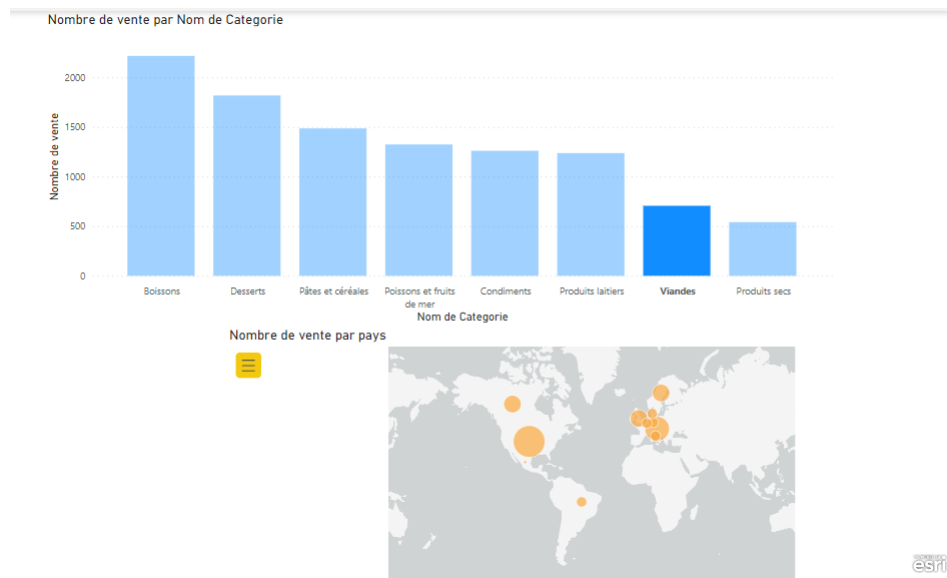 Nombre de vente par Nom de Categorie
2000
1500
1000
500
0
Nombre de vente
Boissons
Desserts
Pâtes et céréales
Poissons et fruits
de mer
Condiments
Produits laitiers
Viandes
Produits secs
Nom de Categorie
Nombre de vente par pays
esri